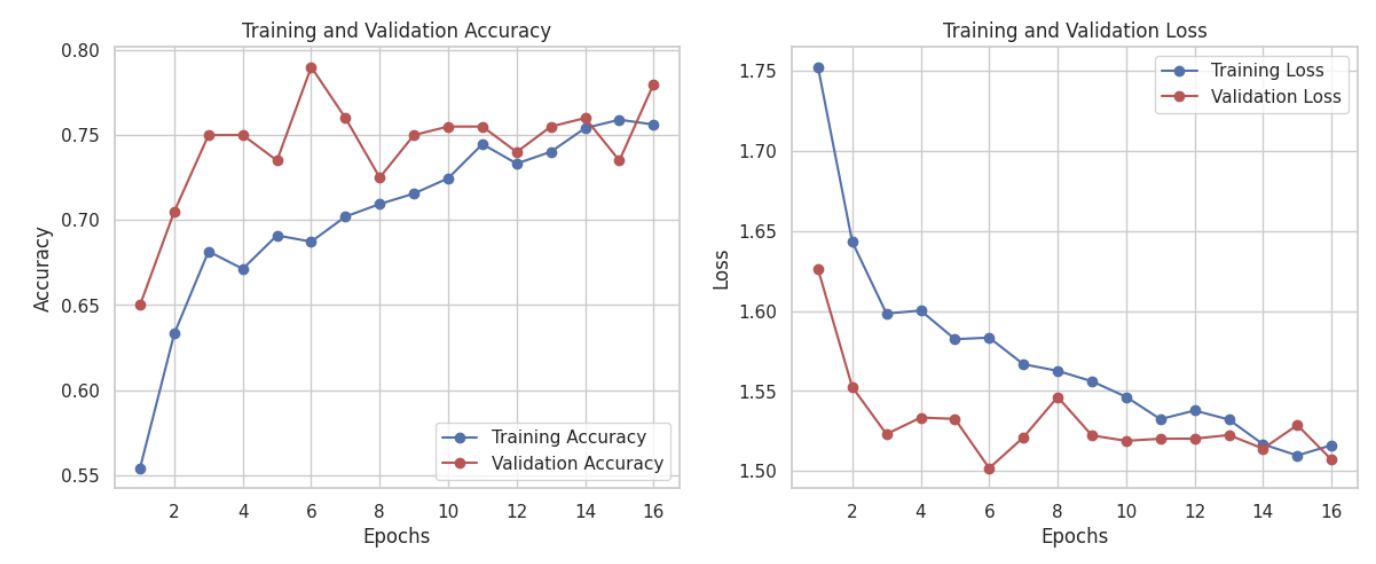 Training and Validation Accuracy
0.80
0.75
0.70
0.65
0.60
0.55
Accuracy
2 4 6 8 10 12 14 16
Epochs
Training Accuracy
Validation Accuracy
Training and Validation Loss
1.75
1.70
1.65
1.60
1.55
1.50
Loss
2 4 6 8 10 12 14 16
Epochs
Training Loss
Validation Loss